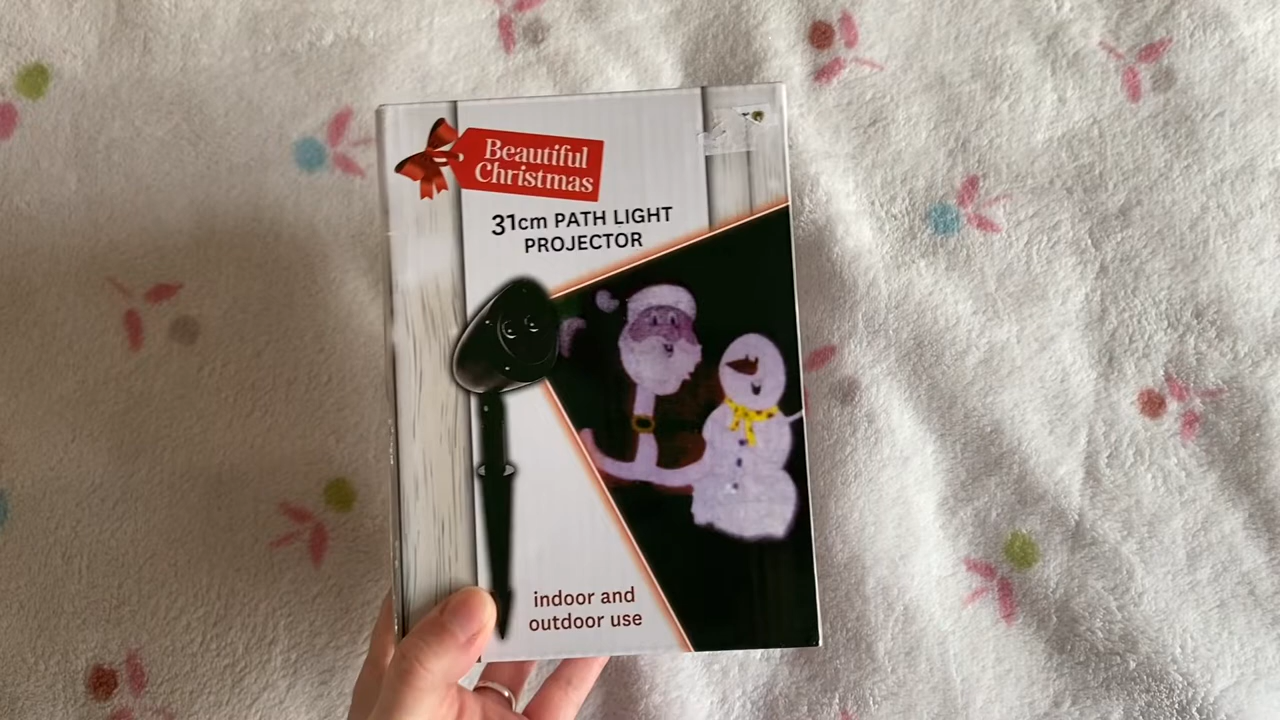 Beautiful
Christmas
31cm PATH LIGHT
PROJECTOR
indoor and
outdoor use